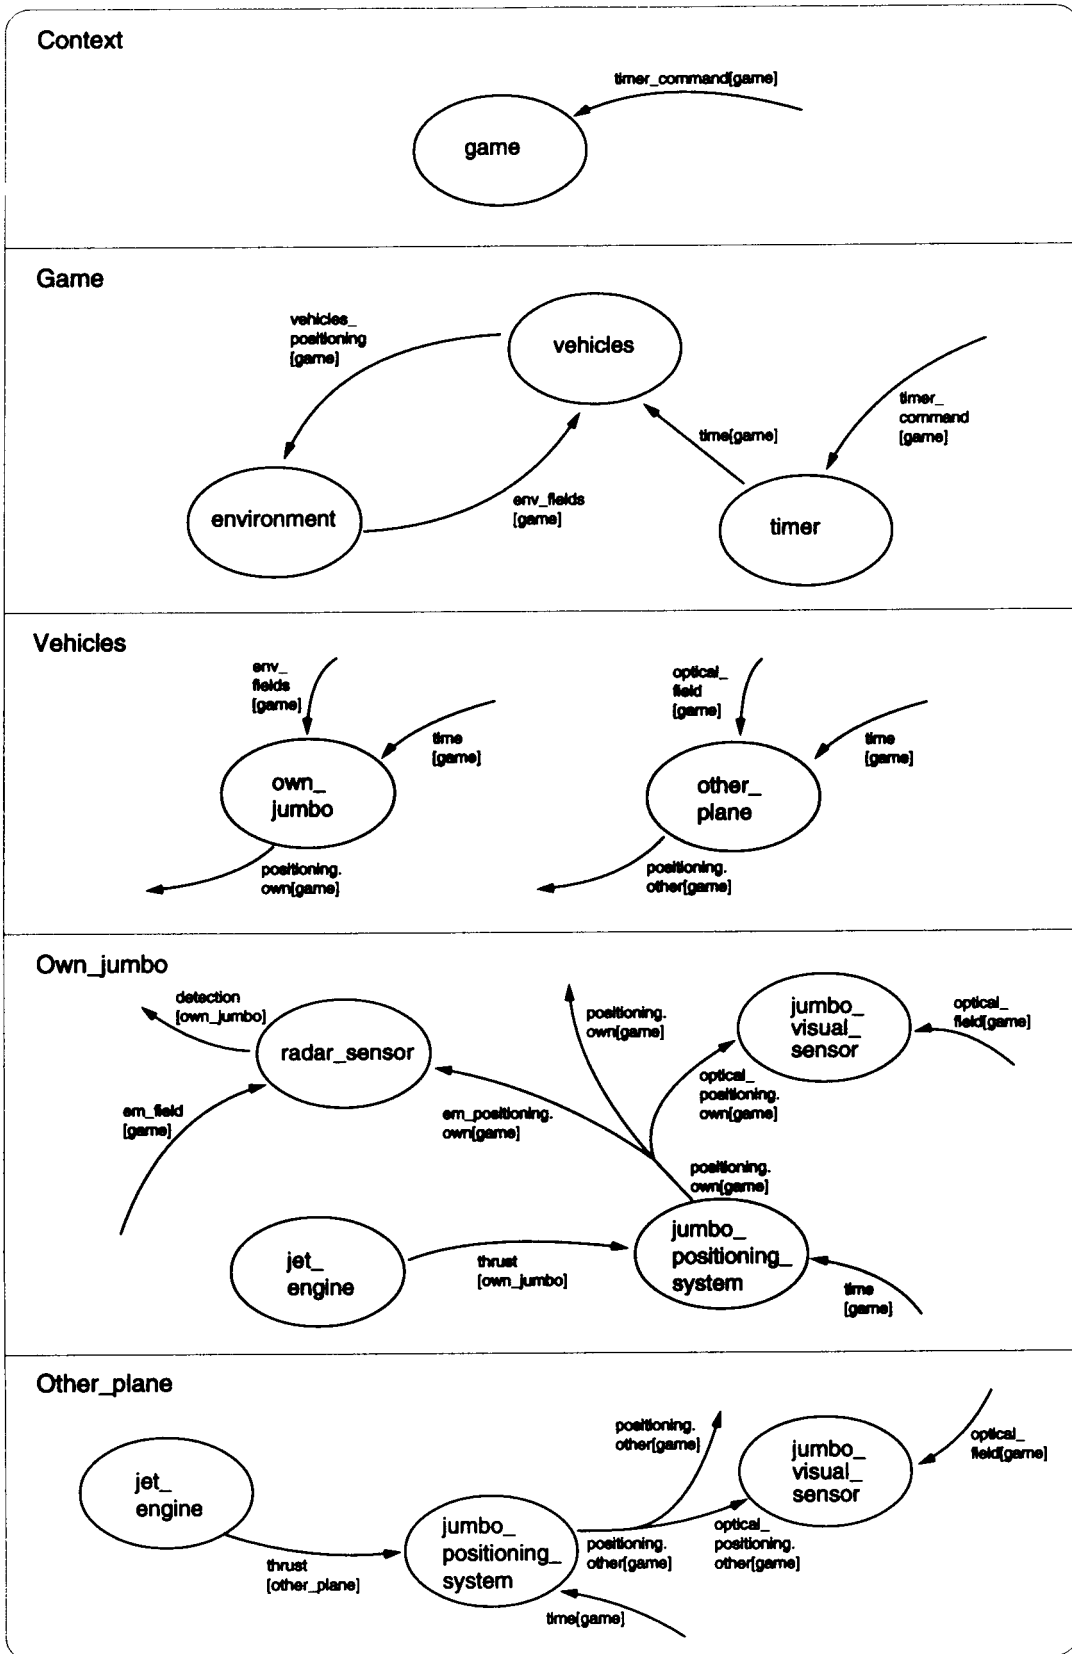 Context
timer_command[game]
game
Game
vehicles_
positioning
[game]
vehicles
timer_
command
[game]
time[game]
env_fields
[game]
environment
timer
Vehicles
env_
fields
[game]
time
[game]
own_
jumbo
positioning.
own[game]
optical_
field
[game]
time
[game]
other_
plane
positioning.
other[game]
Own_jumbo
detection
[own_jumbo]
radar_sensor
em_field
[game]
positioning.
own[game]
jumbo_
visual_
sensor
optical_
field[game]
optical_
positioning.
own[game]
em_positioning.
own[game]
positioning.
own[game]
jet_
engine
thrust
[own_jumbo]
jumbo_
positioning_
system
time
[game]
Other_plane
jet_
engine
thrust
[other_plane]
jumbo_
positioning_
system
positioning.
other[game]
positioning.
other[game]
optical_
positioning.
other[game]
jumbo_
visual_
sensor
optical_
field[game]
time[game]